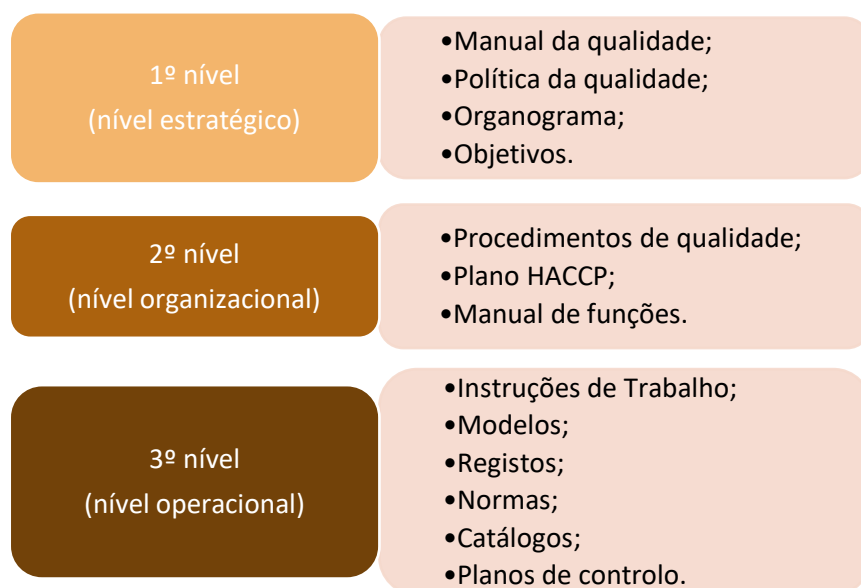 1º nível
(nível estratégico)
•Manual da qualidade;
•Política da qualidade;
•Organograma;
•Objetivos.
2º nível
(nível organizacional)
•Procedimentos de qualidade;
•Plano HACCP;
•Manual de funções.
3º nível
(nível operacional)
•Instruções de Trabalho;
•Modelos;
•Registos;
•Normas;
•Catálogos;
•Planos de controlo.